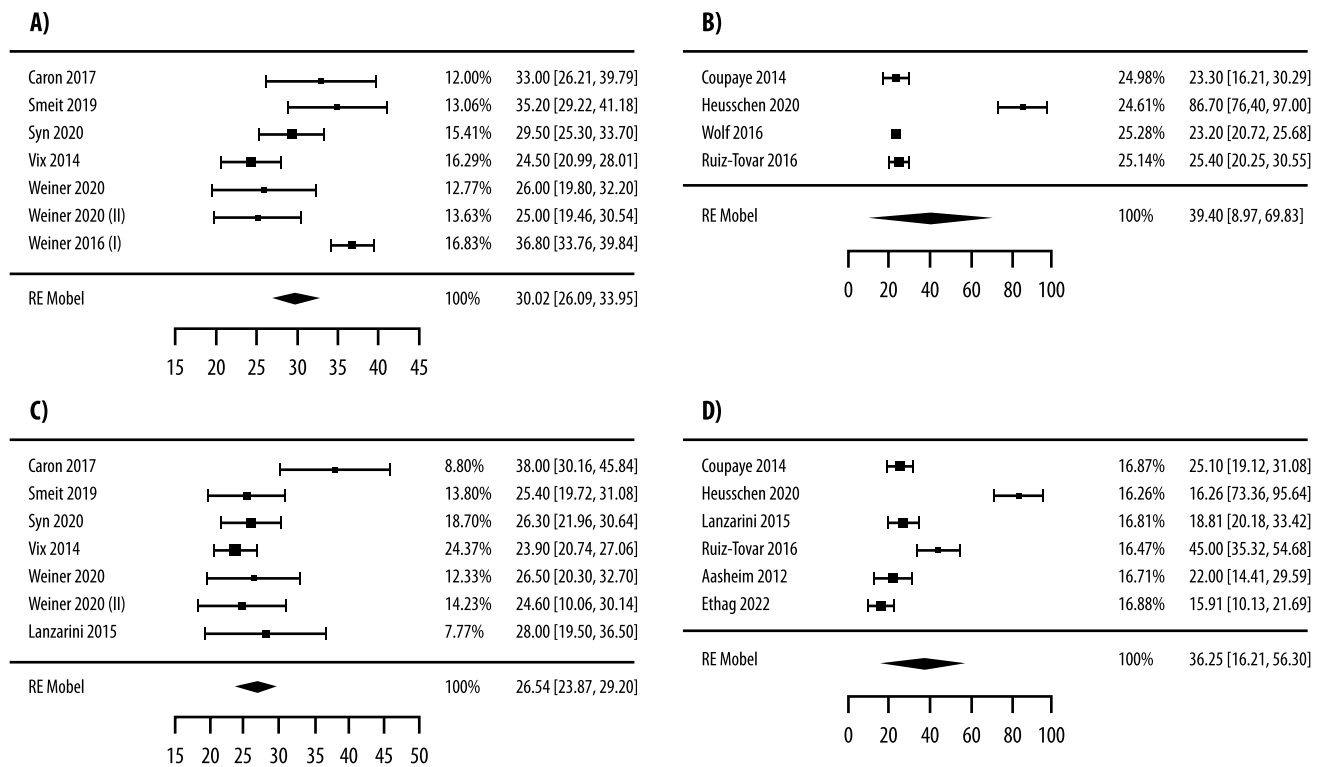 A)
Caron 2017 12.00% 33.00 [26.21, 39.79]
Smeit 2019 13.06% 35.20 [29.22, 41.18]
Syn 2020 15.41% 29.50 [25.30, 33.70]
Vix 2014 16.29% 24.50 [20.99, 28.01]
Weiner 2020 12.77% 26.00 [19.80, 32.20]
Weiner 2020 (II) 13.63% 25.00 [19.46, 30.54]
Weiner 2016 (I) 16.83% 36.80 [33.76, 39.84]
RE Mobel 100% 30.02 [26.09, 33.95]
15 20 25 30 35 40 45
B)
Coupaye 2014 24.98% 23.30 [16.21, 30.29]
Heusschen 2020 24.61% 86.70 [76,40, 97.00]
Wolf 2016 25.28% 23.20 [20.72, 25.68]
Ruiz-Tovar 2016 25.14% 25.40 [20.25, 30.55]
RE Mobel 100% 39.40 [8.97, 69.83]
0 20 40 60 80 100
C)
Caron 2017 8.80% 38.00 [30.16, 45.84]
Smeit 2019 13.80% 25.40 [19.72, 31.08]
Syn 2020 18.70% 26.30 [21.96, 30.64]
Vix 2014 24.37% 23.90 [20.74, 27.06]
Weiner 2020 12.33% 26.50 [20.30, 32.70]
Weiner 2020 (II) 14.23% 24.60 [10.06, 30.14]
Lanzarini 2015 7.77% 28.00 [19.50, 36.50]
RE Mobel 100% 26.54 [23.87, 29.20]
15 20 25 30 35 40 45 50
D)
Coupaye 2014 16.87% 25.10 [19.12, 31.08]
Heusschen 2020 16.26% 16.26 [73.36, 95.64]
Lanzarini 2015 16.81% 18.81 [20.18, 33.42]
Ruiz-Tovar 2016 16.47% 45.00 [35.32, 54.68]
Aasheim 2012 16.71% 22.00 [14.41, 29.59]
Ethag 2022 16.88% 15.91 [10.13, 21.69]
RE Mobel 100% 36.25 [16.21, 56.30]
0 20 40 60 80 100